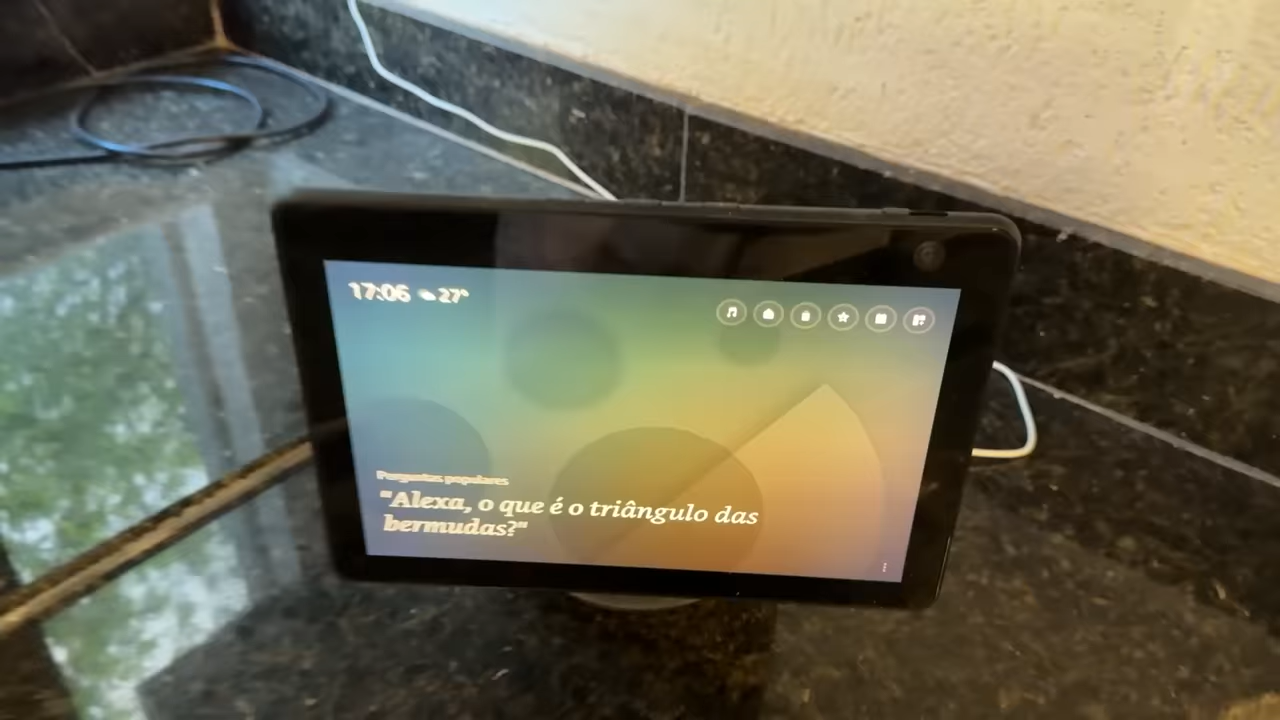 17:06 27°
Perguntas populares
"Alexa, o que é o triângulo das
bermudas?"